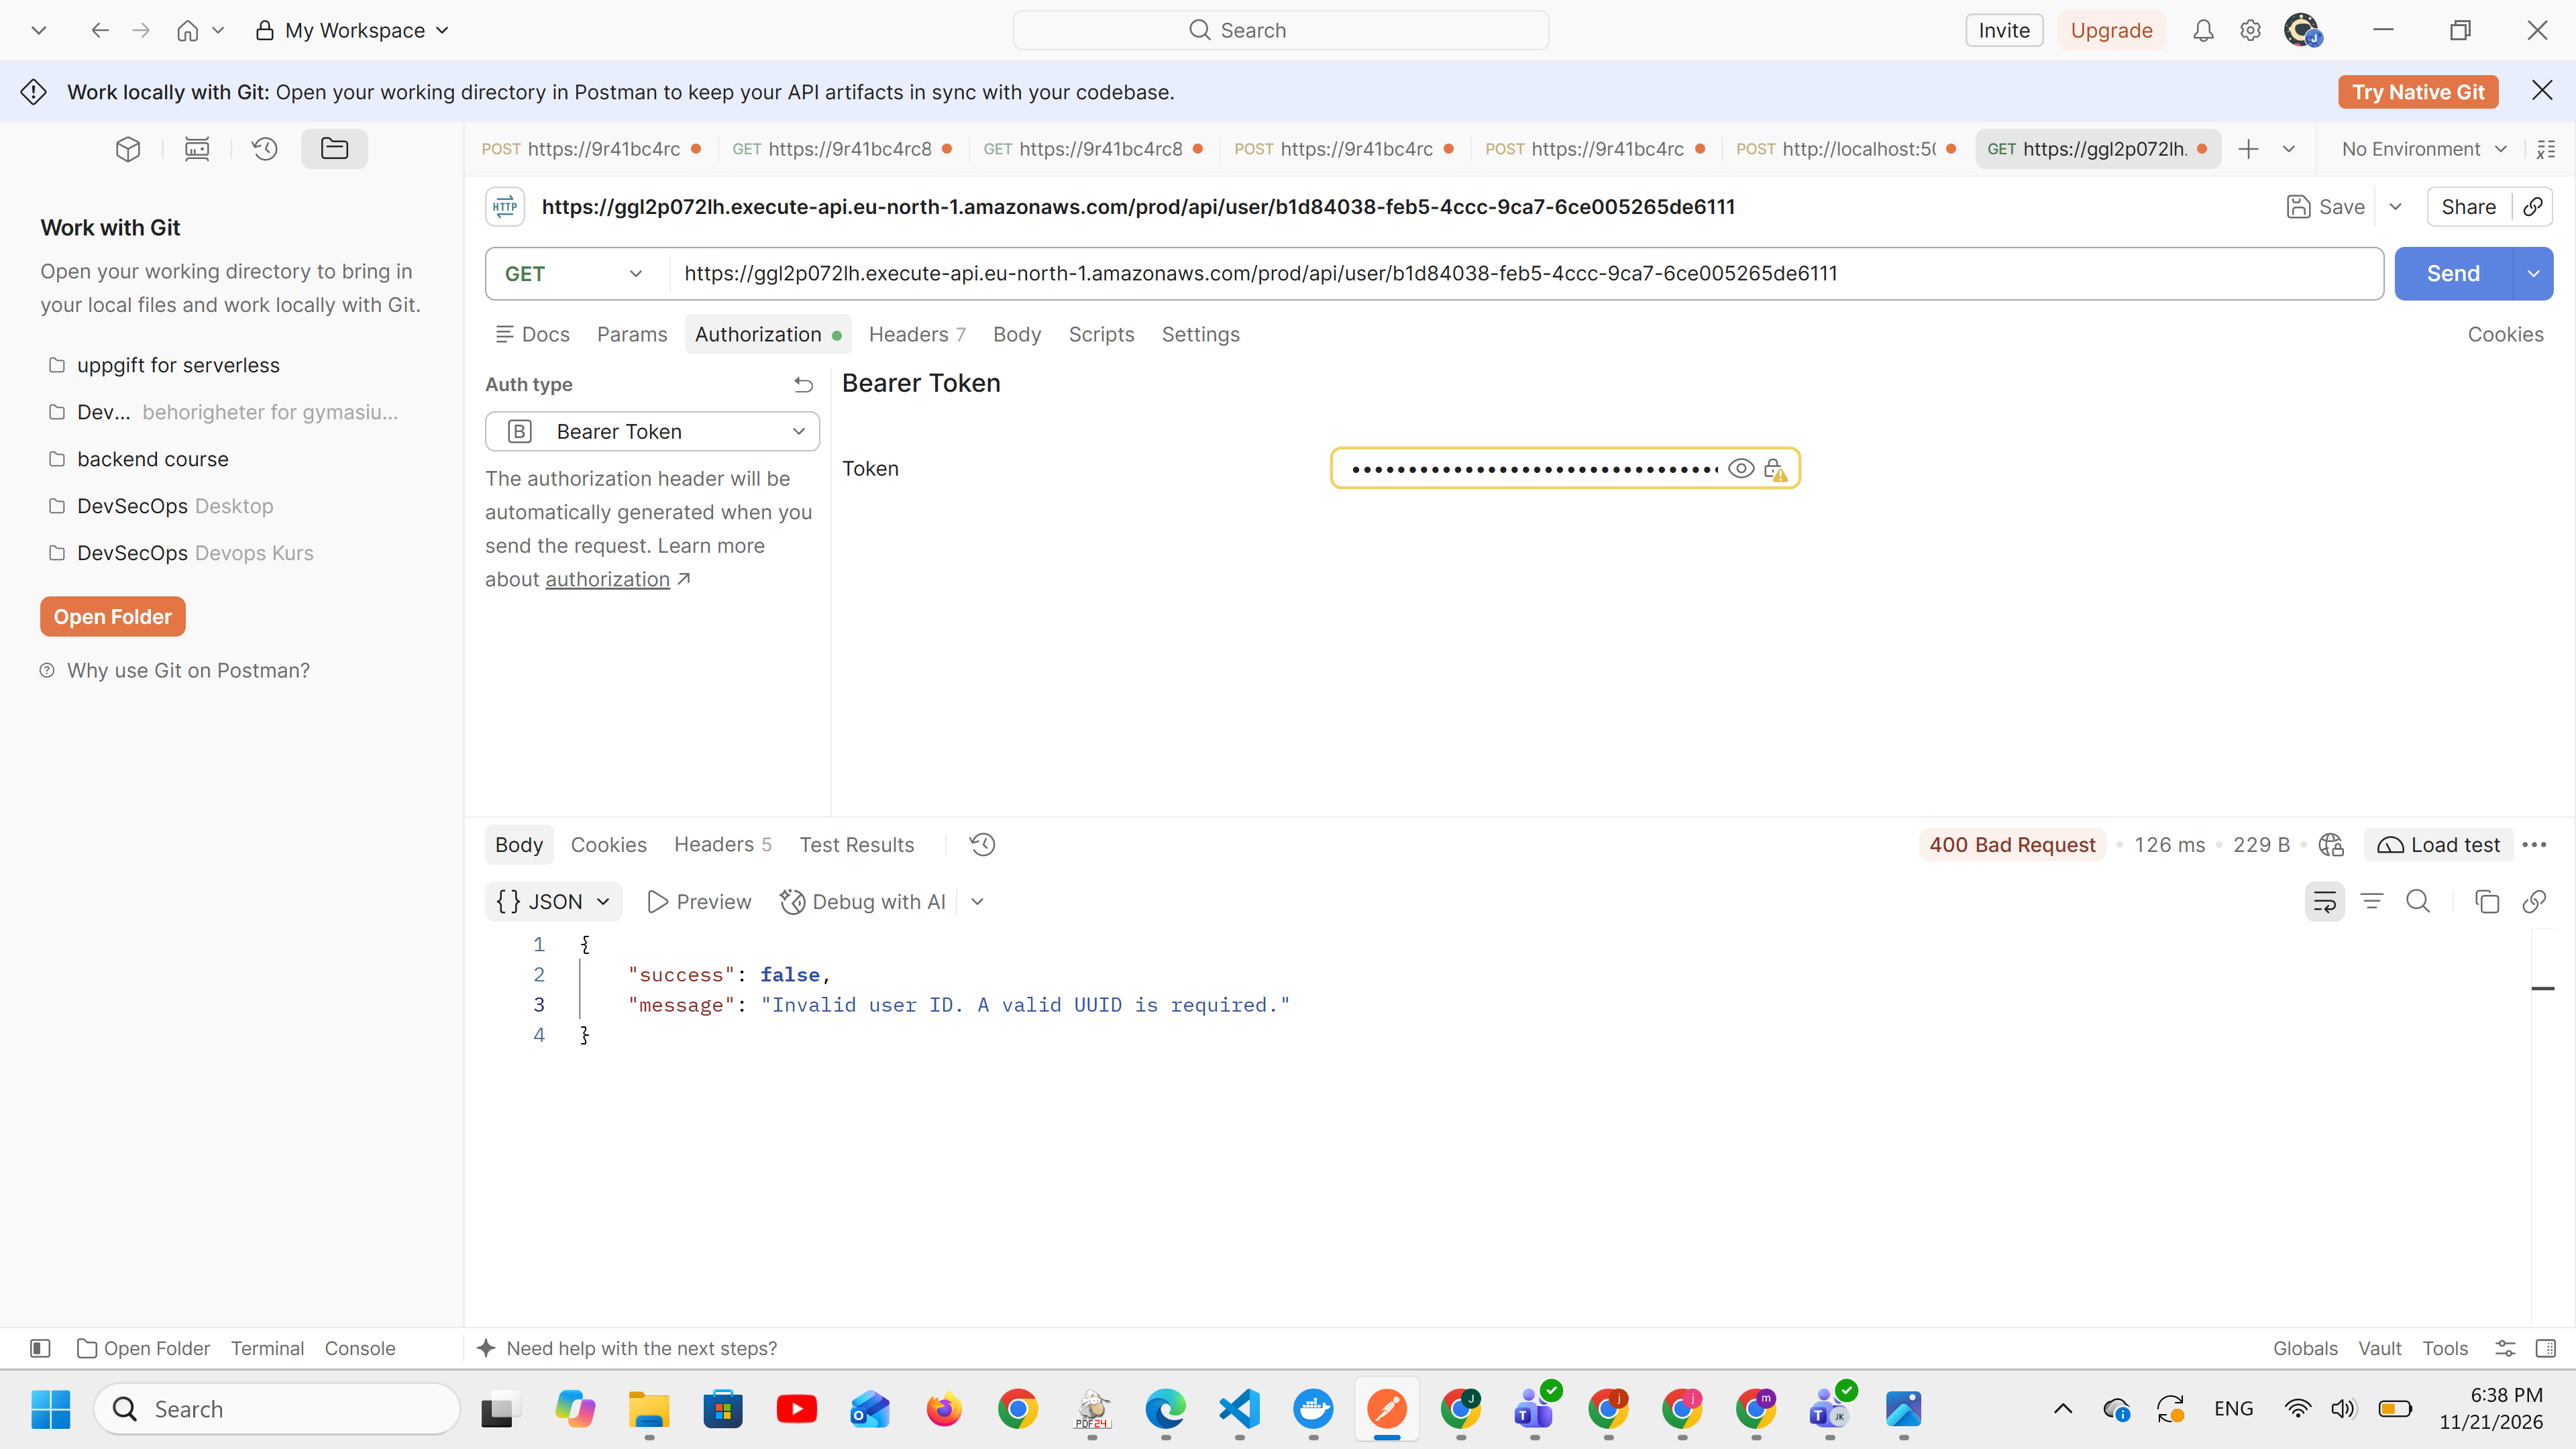 My Workspace
Search
Invite
Upgrade
J
Work locally with Git: Open your working directory in Postman to keep your API artifacts in sync with your codebase.
Try Native Git
POST https://9r41bc4rc
GET https://9r41bc4rc8
GET https://9r41bc4rc8
POST https://9r41bc4rc
POST https://9r41bc4rc
POST http://localhost:50
GET https://ggl2p072lh.
No Environment
Work with Git
Open your working directory to bring in
your local files and work locally with Git.
uppgift for serverless
Dev... behorigheter for gymasiu...
backend course
DevSecOps Desktop
DevSecOps Devops Kurs
Open Folder
Why use Git on Postman?
HTTP
https://ggl2p072lh.execute-api.eu-north-1.amazonaws.com/prod/api/user/b1d84038-feb5-4ccc-9ca7-6ce005265de6111
Save
Share
GET
https://ggl2p072lh.execute-api.eu-north-1.amazonaws.com/prod/api/user/b1d84038-feb5-4ccc-9ca7-6ce005265de6111
Send
Docs Params Authorization Headers 7 Body Scripts Settings
Cookies
Auth type
B Bearer Token
The authorization header will be
automatically generated when you
send the request. Learn more
about authorization
Bearer Token
Token
Body Cookies Headers 5 Test Results
400 Bad Request
126 ms
229 B
Load test
{} JSON
Preview
Debug with AI
1 {
2 "success": false,
3 "message": "Invalid user ID. A valid UUID is required."
4 }
Open Folder Terminal Console
Need help with the next steps?
Globals Vault Tools
Search
PDF24
J
T
j
j
m
T JK
ENG
6:38 PM
11/21/2026